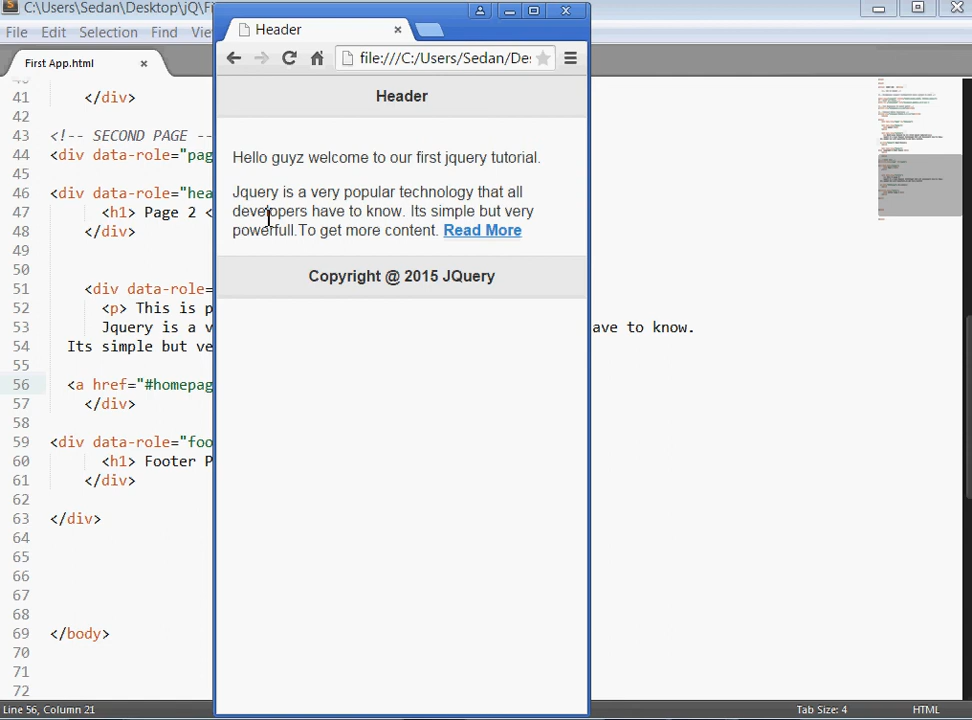 C:\Users\Sedan\Desktop\jQ\Fi
File Edit Selection Find Vie
First App.html
Header
file:///C:/Users/Sedan/De
Header
Hello guyz welcome to our first jquery tutorial.
Jquery is a very popular technology that all
developers have to know. Its simple but very
powerfull.To get more content. Read More
Copyright @ 2015 JQuery
41 </div>
42
43 <!-- SECOND PAGE --
44 <div data-role="pag
45
46 <div data-role="hea
47 <h1> Page 2 <
48 </div>
49
50
51 <div data-role=
52 <p> This is p
53 Jquery is a v ave to know.
54 Its simple but ve
55
56 <a href="#homepag
57 </div>
58
59 <div data-role="foo
60 <h1> Footer P
61 </div>
62
63 </div>
64
65
66
67
68
69 </body>
70
71
72
Line 56, Column 21 Tab Size: 4 HTML